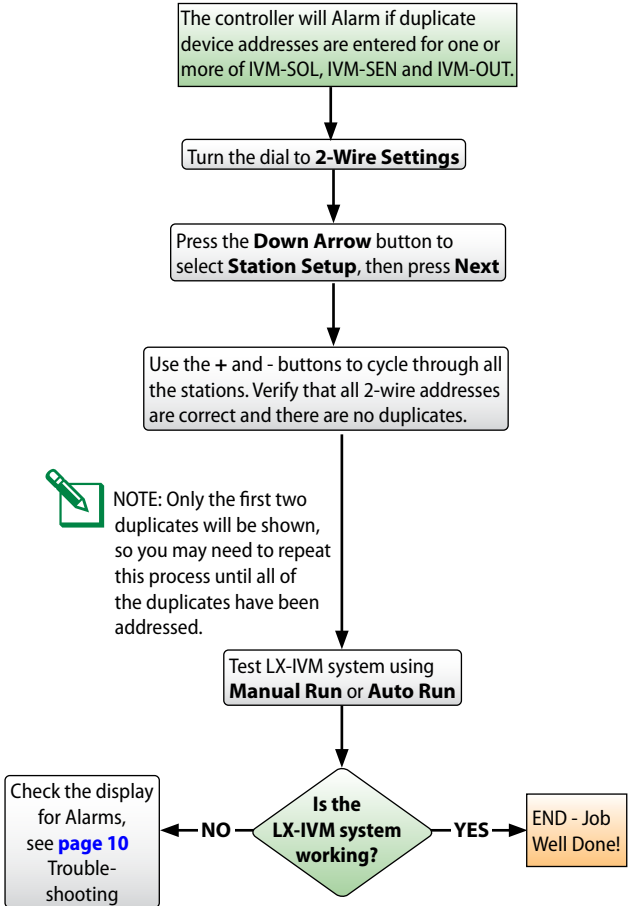 The controller will Alarm if duplicate
device addresses are entered for one or
more of IVM-SOL, IVM-SEN and IVM-OUT.
Turn the dial to 2-Wire Settings
Press the Down Arrow button to
select Station Setup, then press Next
Use the + and - buttons to cycle through all
the stations. Verify that all 2-wire addresses
are correct and there are no duplicates.
NOTE: Only the first two
duplicates will be shown,
so you may need to repeat
this process until all of
the duplicates have been
addressed.
Test LX-IVM system using
Manual Run or Auto Run
Is the
LX-IVM system
working?
NO
Check the display
for Alarms,
see page 10
Trouble-
shooting
YES
END - Job
Well Done!